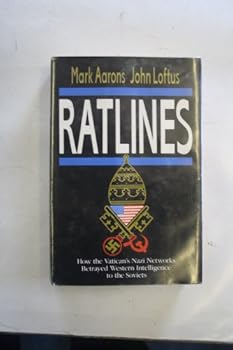 Mark Aarons John Loftus
RATLINES
How the Vatican's Nazi Networks
Betrayed Western Intelligence
to the Soviets